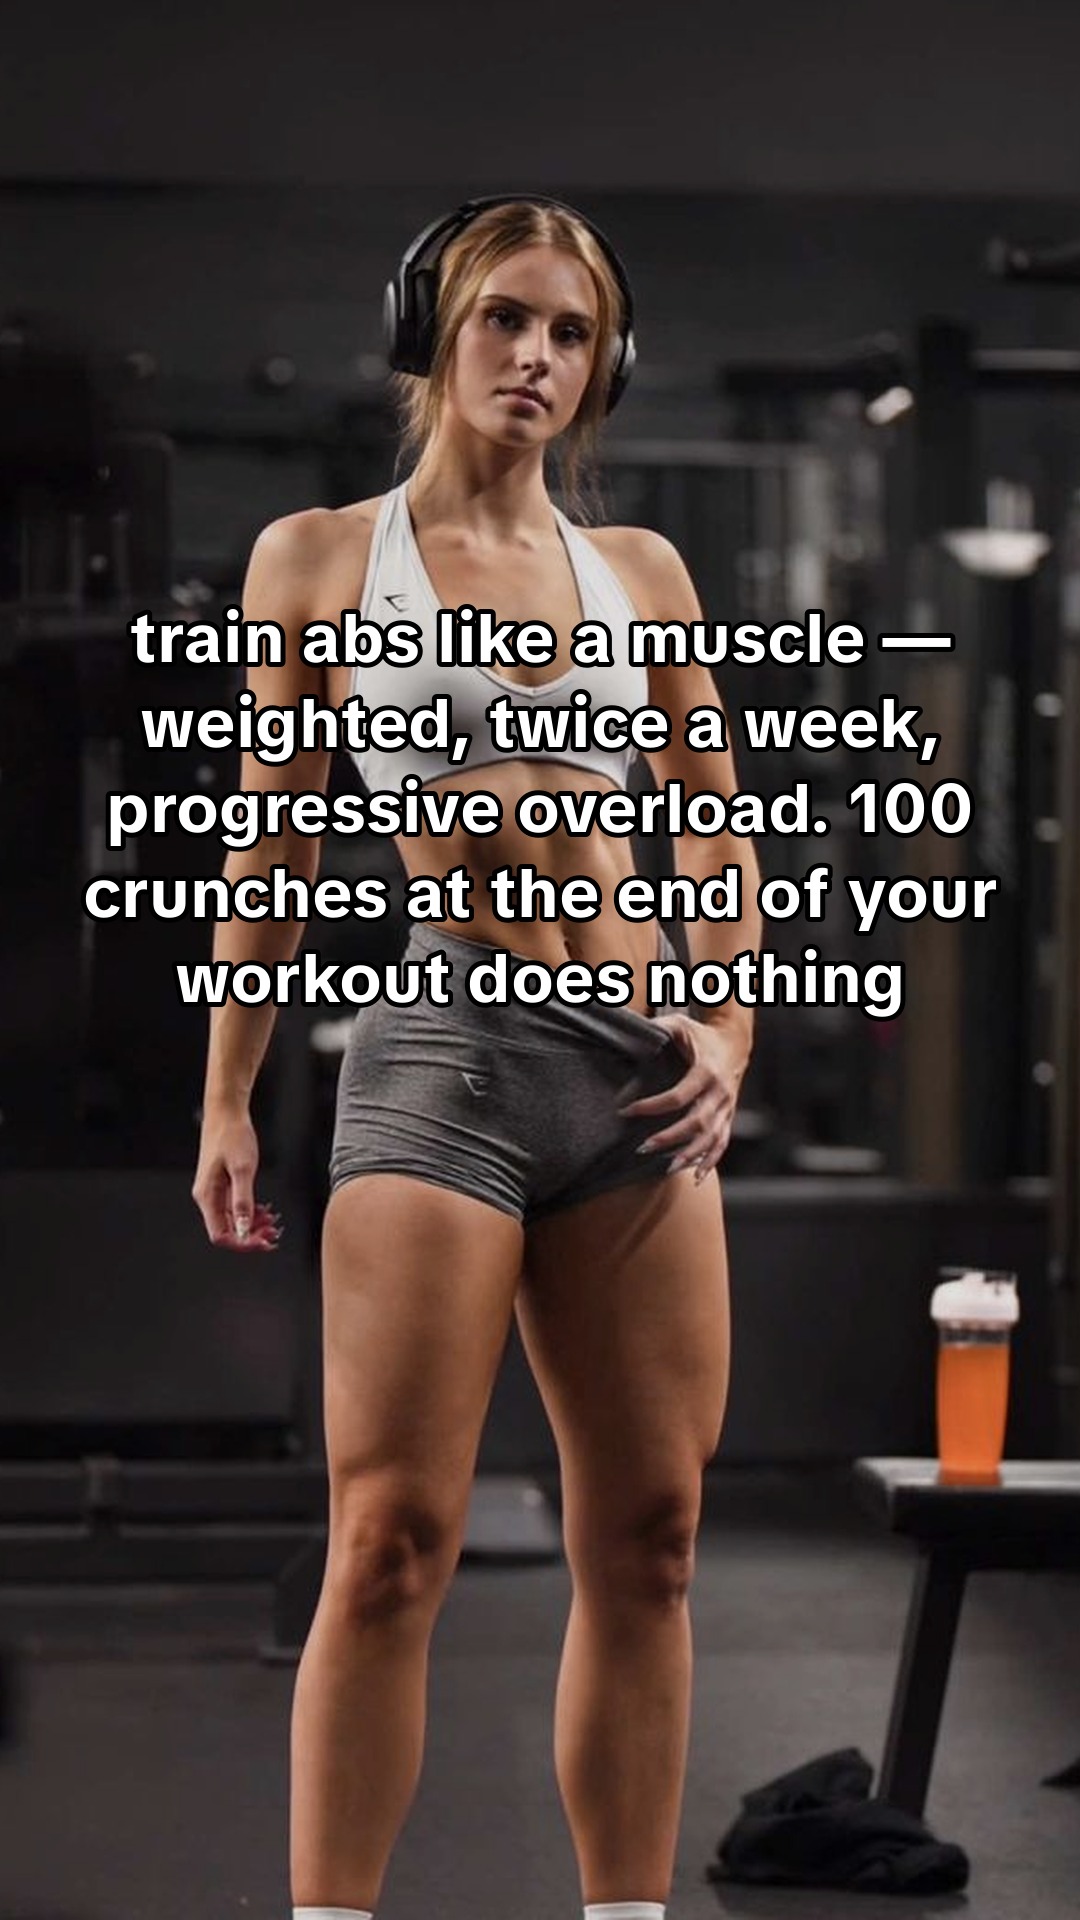 train abs like a muscle —
weighted, twice a week,
progressive overload. 100
crunches at the end of your
workout does nothing